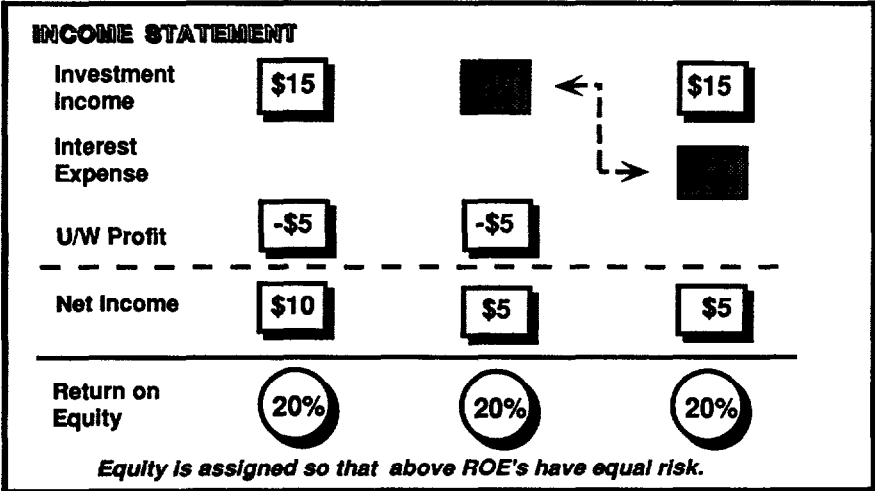 INCOME STATEMENT
Investment
Income
$15
$15
Interest
Expense
U/W Profit
-$5
-$5
Net Income
$10
$5
$5
Return on
Equity
20%
20%
20%
Equity is assigned so that above ROE's have equal risk.